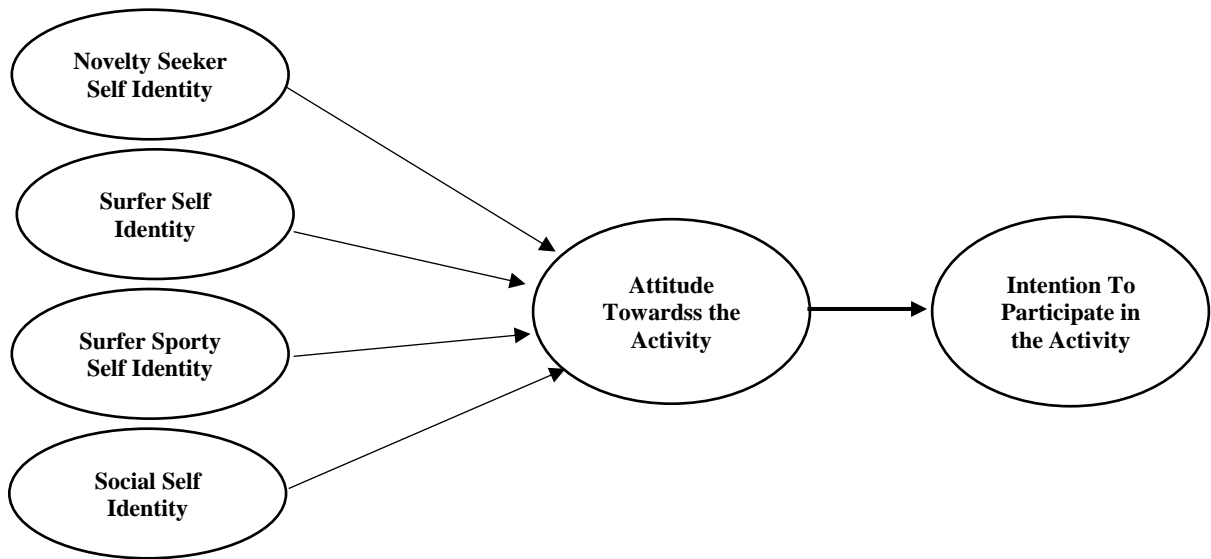 Novelty Seeker
Self Identity
Surfer Self
Identity
Surfer Sporty
Self Identity
Social Self
Identity
Attitude
Towardss the
Activity
Intention To
Participate in
the Activity